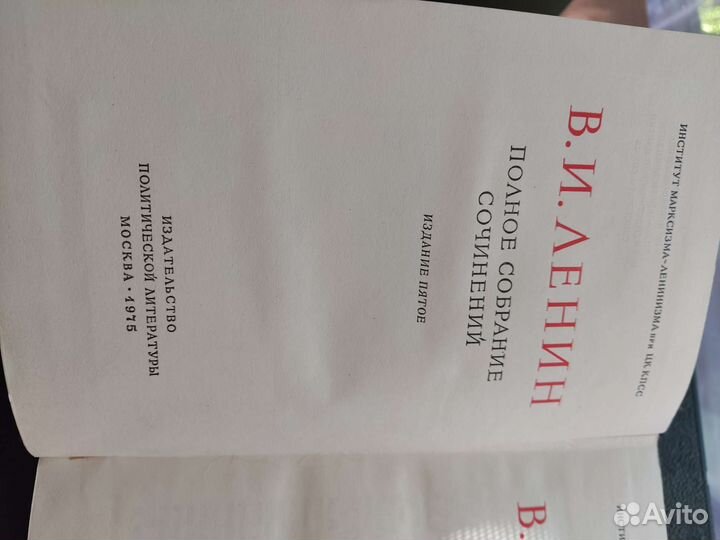 ИНСТИТУТ МАРКСИЗМА-ЛЕНИНИЗМА при ЦК КПСС
В. И. ЛЕНИН
ПОЛНОЕ СОБРАНИЕ
СОЧИНЕНИЙ
ИЗДАНИЕ ПЯТОЕ
ИЗДАТЕЛЬСТВО
ПОЛИТИЧЕСКОЙ ЛИТЕРАТУРЫ
МОСКВА • 1975
В.
Avito